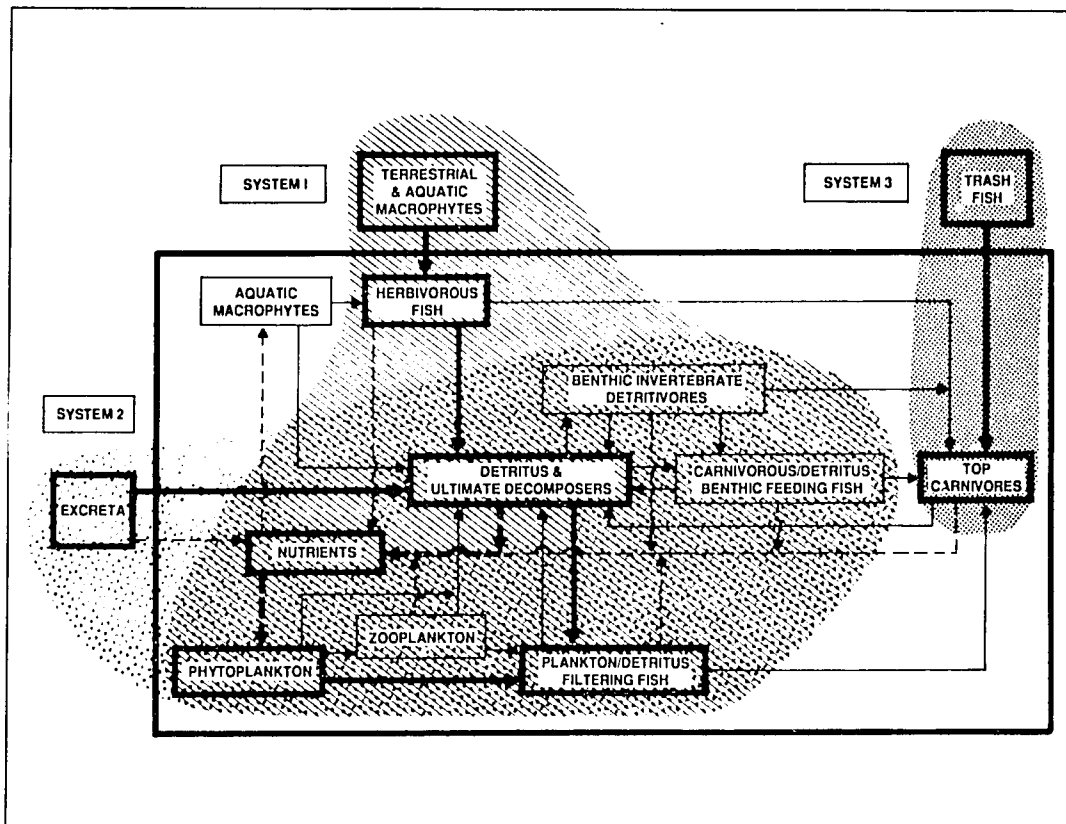 SYSTEM I
TERRESTRIAL
& AQUATIC
MACROPHYTES
SYSTEM 3
TRASH
FISH
AQUATIC
MACROPHYTES
HERBIVOROUS
FISH
BENTHIC INVERTEBRATE
DETRITIVORES
SYSTEM 2
DETRITUS &
ULTIMATE DECOMPOSERS
CARNIVOROUS/DETRITUS
BENTHIC FEEDING FISH
TOP
CARNIVORES
EXCRETA
NUTRIENTS
ZOOPLANKTON
PHYTOPLANKTON
PLANKTON/DETRITUS
FILTERING FISH